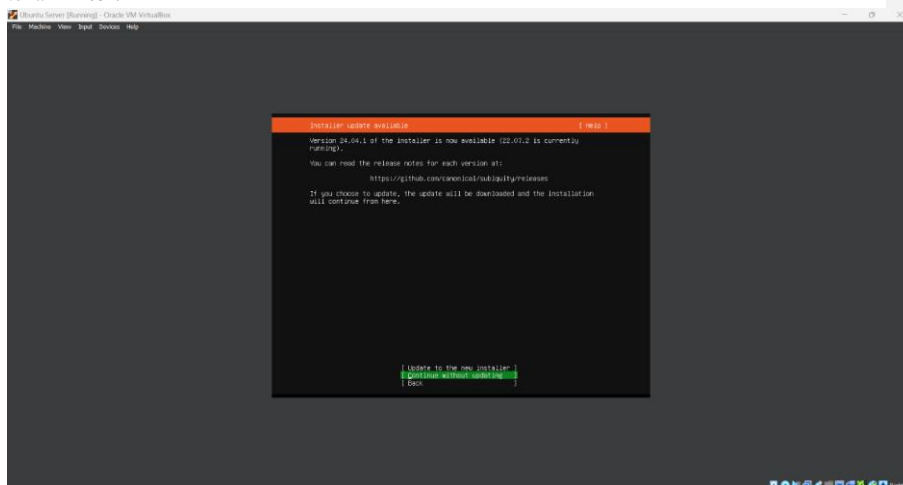 Ubuntu Server [Running] - Oracle VM VirtualBox
File Machine View Input Devices Help
Installer update available [ Help ]
Version 24.04.1 of the installer is now available (22.07.2 is currently
running).
You can read the release notes for each version at:
https://github.com/canonical/subiquity/releases
If you choose to update, the update will be downloaded and the installation
will continue from here.
[ Update to the new installer ]
[ Continue without updating ]
[ Back ]